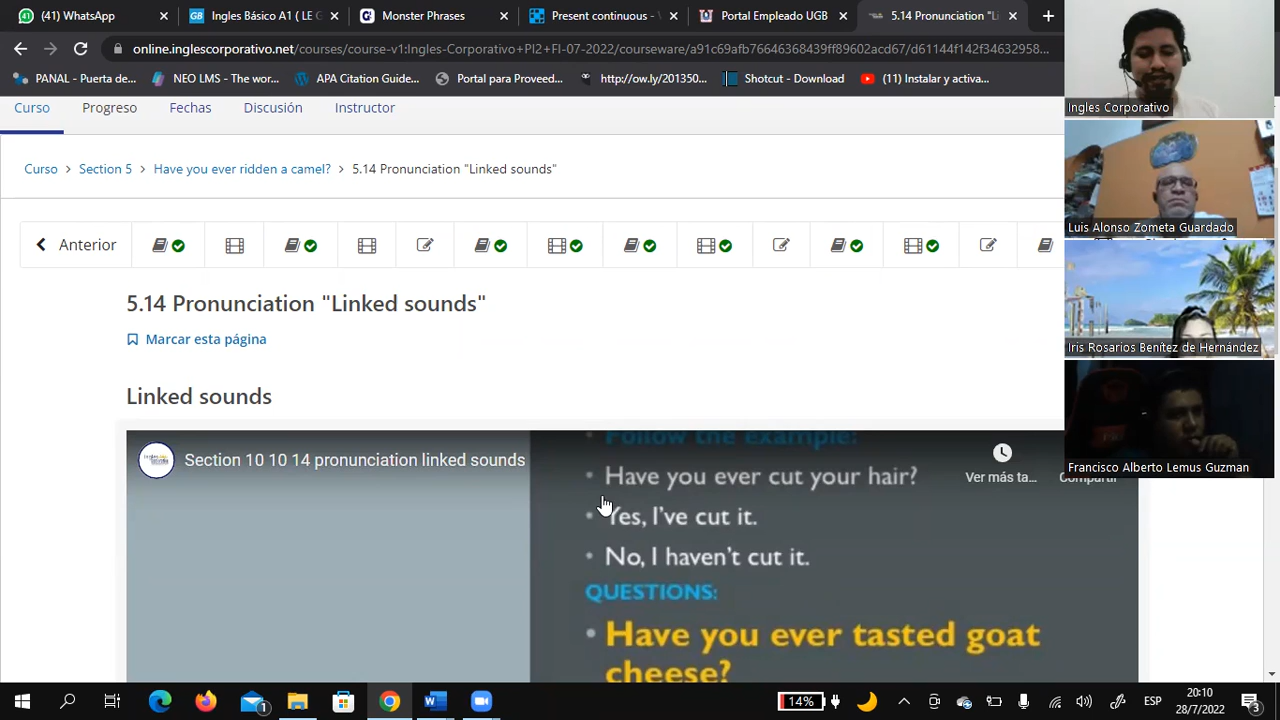 (41) WhatsApp
Ingles Básico A1 ( LE G
Monster Phrases
Present continuous - \
Portal Empleado UGB
5.14 Pronunciation "Li
online.inglescorporativo.net/courses/course-v1:Ingles-Corporativo+PI2+FI-07-2022/courseware/a91c69afb76646368439ff89602acd67/d61144f142f34632958...
PANAL - Puerta de...
NEO LMS - The wor...
APA Citation Guide...
Portal para Proveed...
http://ow.ly/201350...
Shotcut - Download
(11) Instalar y activa...
Curso
Progreso
Fechas
Discusión
Instructor
Curso > Section 5 > Have you ever ridden a camel? > 5.14 Pronunciation "Linked sounds"
Anterior
5.14 Pronunciation "Linked sounds"
Marcar esta página
Linked sounds
Section 10 10 14 pronunciation linked sounds
Ver más ta...
Compartir
Follow the example:
Have you ever cut your hair?
Yes, I've cut it.
No, I haven't cut it.
QUESTIONS:
Have you ever tasted goat
cheese?
Ingles Corporativo
Luis Alonso Zometa Guardado
Iris Rosarios Benítez de Hernández
Francisco Alberto Lemus Guzman
1
14%
ESP
20:10
28/7/2022
3